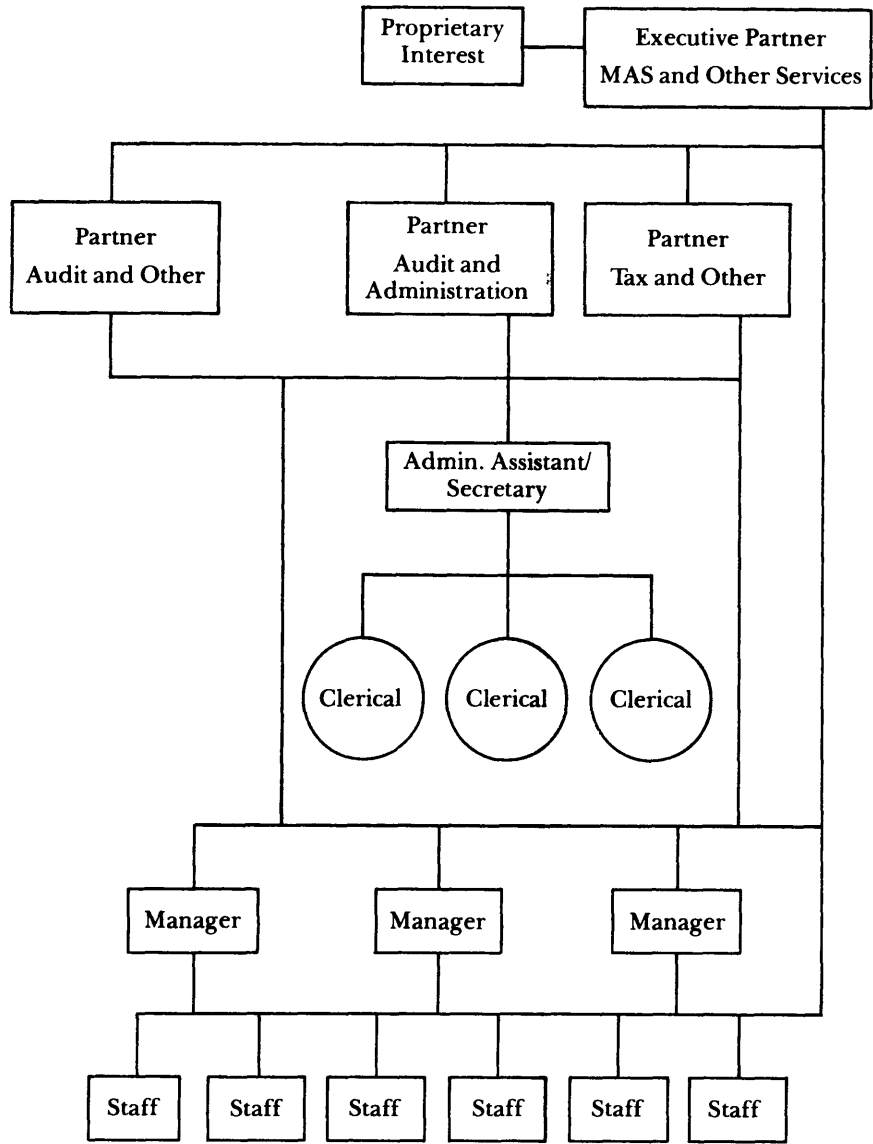 Proprietary
Interest
Executive Partner
MAS and Other Services
Partner
Audit and Other
Partner
Audit and
Administration
Partner
Tax and Other
Admin. Assistant/
Secretary
Clerical
Clerical
Clerical
Manager
Manager
Manager
Staff
Staff
Staff
Staff
Staff
Staff